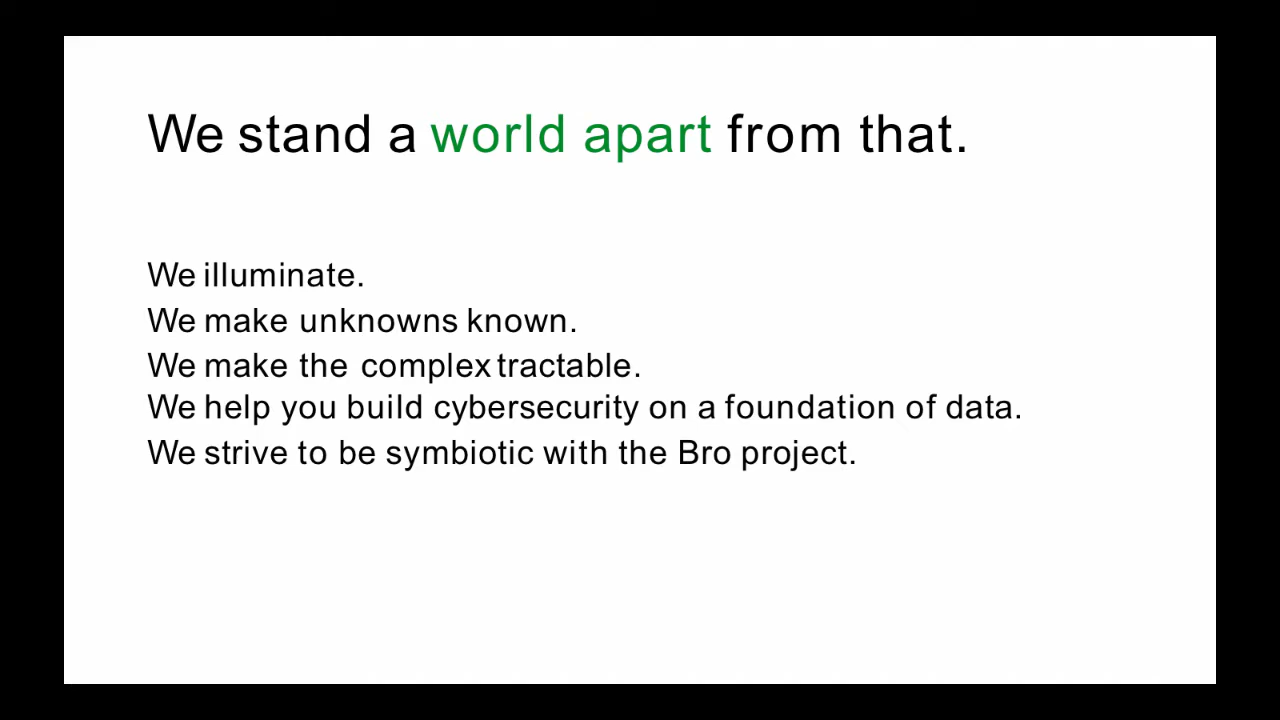 We stand a world apart from that.
We illuminate.
We make unknowns known.
We make the complex tractable.
We help you build cybersecurity on a foundation of data.
We strive to be symbiotic with the Bro project.